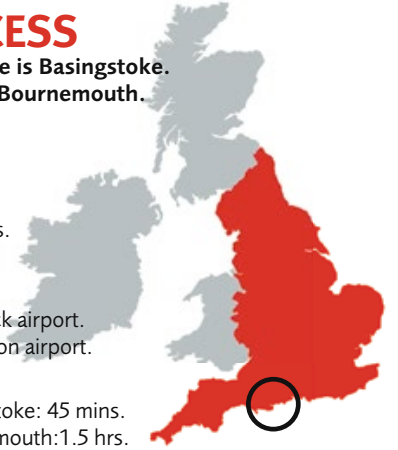 CESS
e is Basingstoke.
Bournemouth.
s.
k airport.
on airport.
toke: 45 mins.
mouth:1.5 hrs.